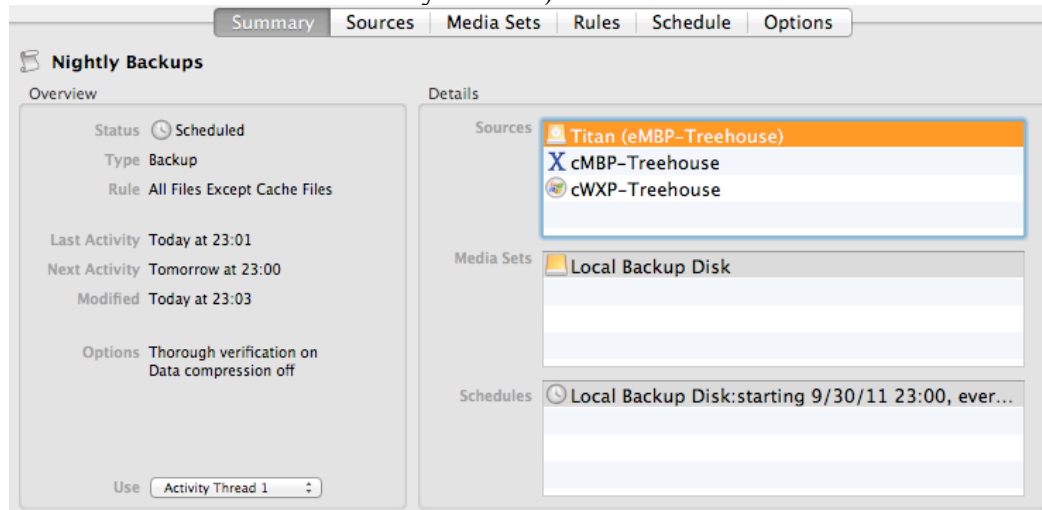 Summary Sources Media Sets Rules Schedule Options
Nightly Backups
Overview
Status Scheduled
Type Backup
Rule All Files Except Cache Files
Last Activity Today at 23:01
Next Activity Tomorrow at 23:00
Modified Today at 23:03
Options Thorough verification on
Data compression off
Use Activity Thread 1
Details
Sources Titan (eMBP-Treehouse)
cMBP-Treehouse
cWXP-Treehouse
Media Sets Local Backup Disk
Schedules Local Backup Disk:starting 9/30/11 23:00, ever...